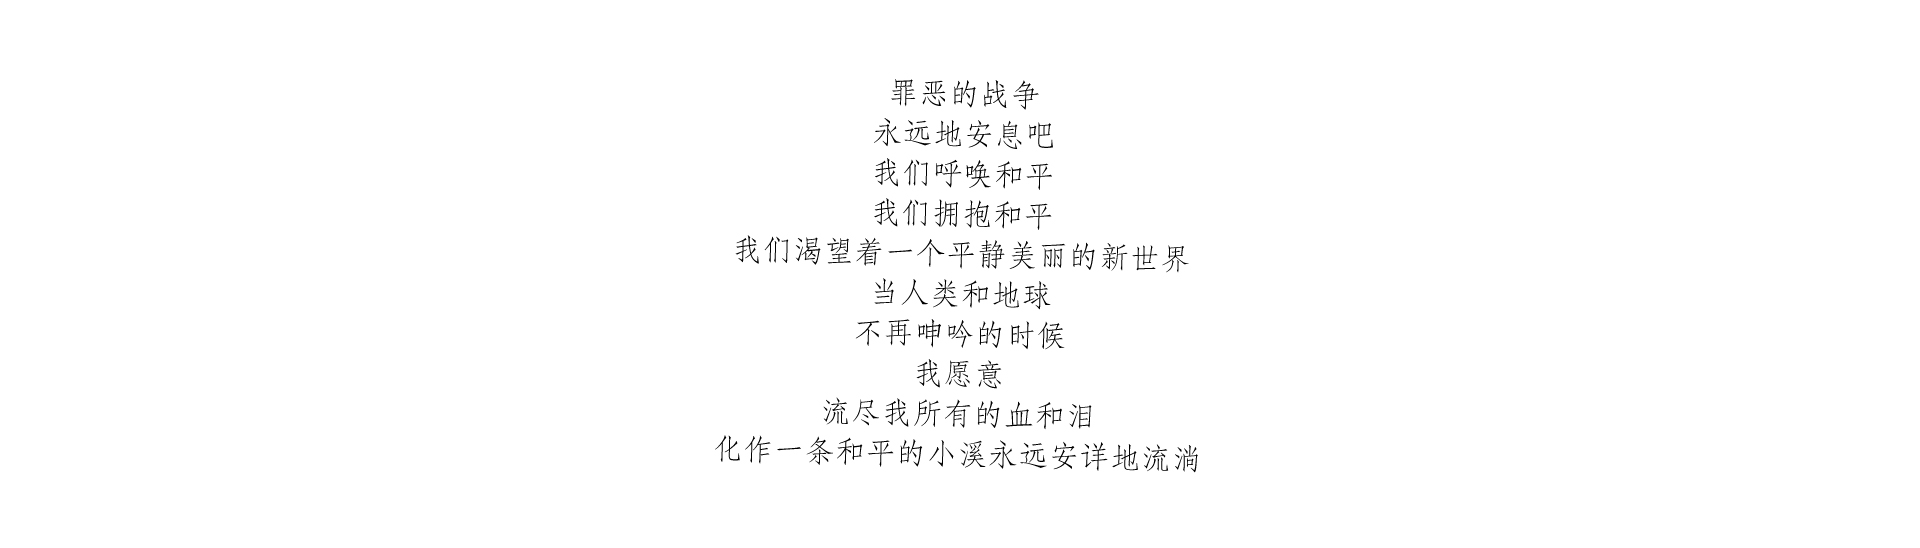 罪恶的战争
永远地安息吧
我们呼唤和平
我们拥抱和平
我们渴望着一个平静美丽的新世界
当人类和地球
不再呻吟的时候
我愿意
流尽我所有的血和泪
化作一条和平的小溪永远安详地流淌